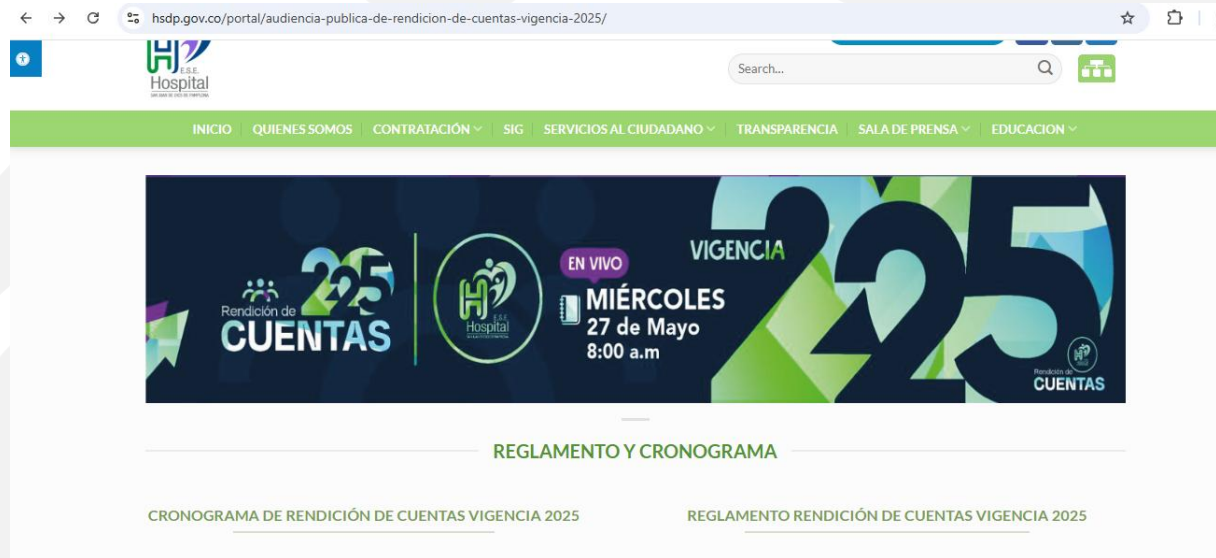 hsdp.gov.co/portal/audiencia-publica-de-rendicion-de-cuentas-vigencia-2025/
E.S.E.
Hospital
Search...
INICIO QUIENES SOMOS CONTRATACIÓN SIG SERVICIOS AL CIUDADANO TRANSPARENCIA SALA DE PRENSA EDUCACION
225
Rendición de
CUENTAS
E.S.E.
Hospital
EN VIVO
MIÉRCOLES
27 de Mayo
8:00 a.m
VIGENCIA
225
Rendición de
CUENTAS
REGLAMENTO Y CRONOGRAMA
CRONOGRAMA DE RENDICIÓN DE CUENTAS VIGENCIA 2025
REGLAMENTO RENDICIÓN DE CUENTAS VIGENCIA 2025